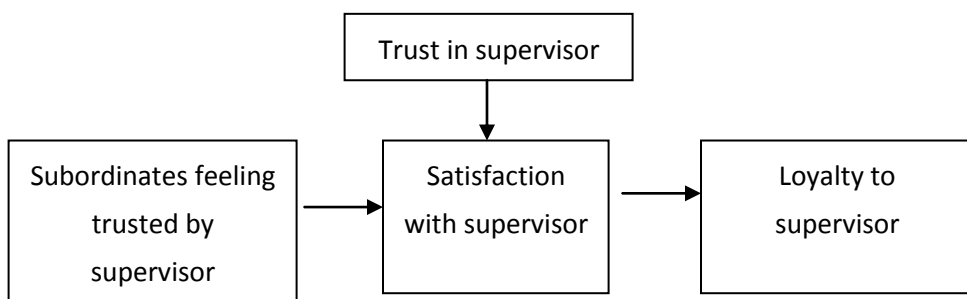 Trust in supervisor
Subordinates feeling
trusted by
supervisor
Satisfaction
with supervisor
Loyalty to
supervisor